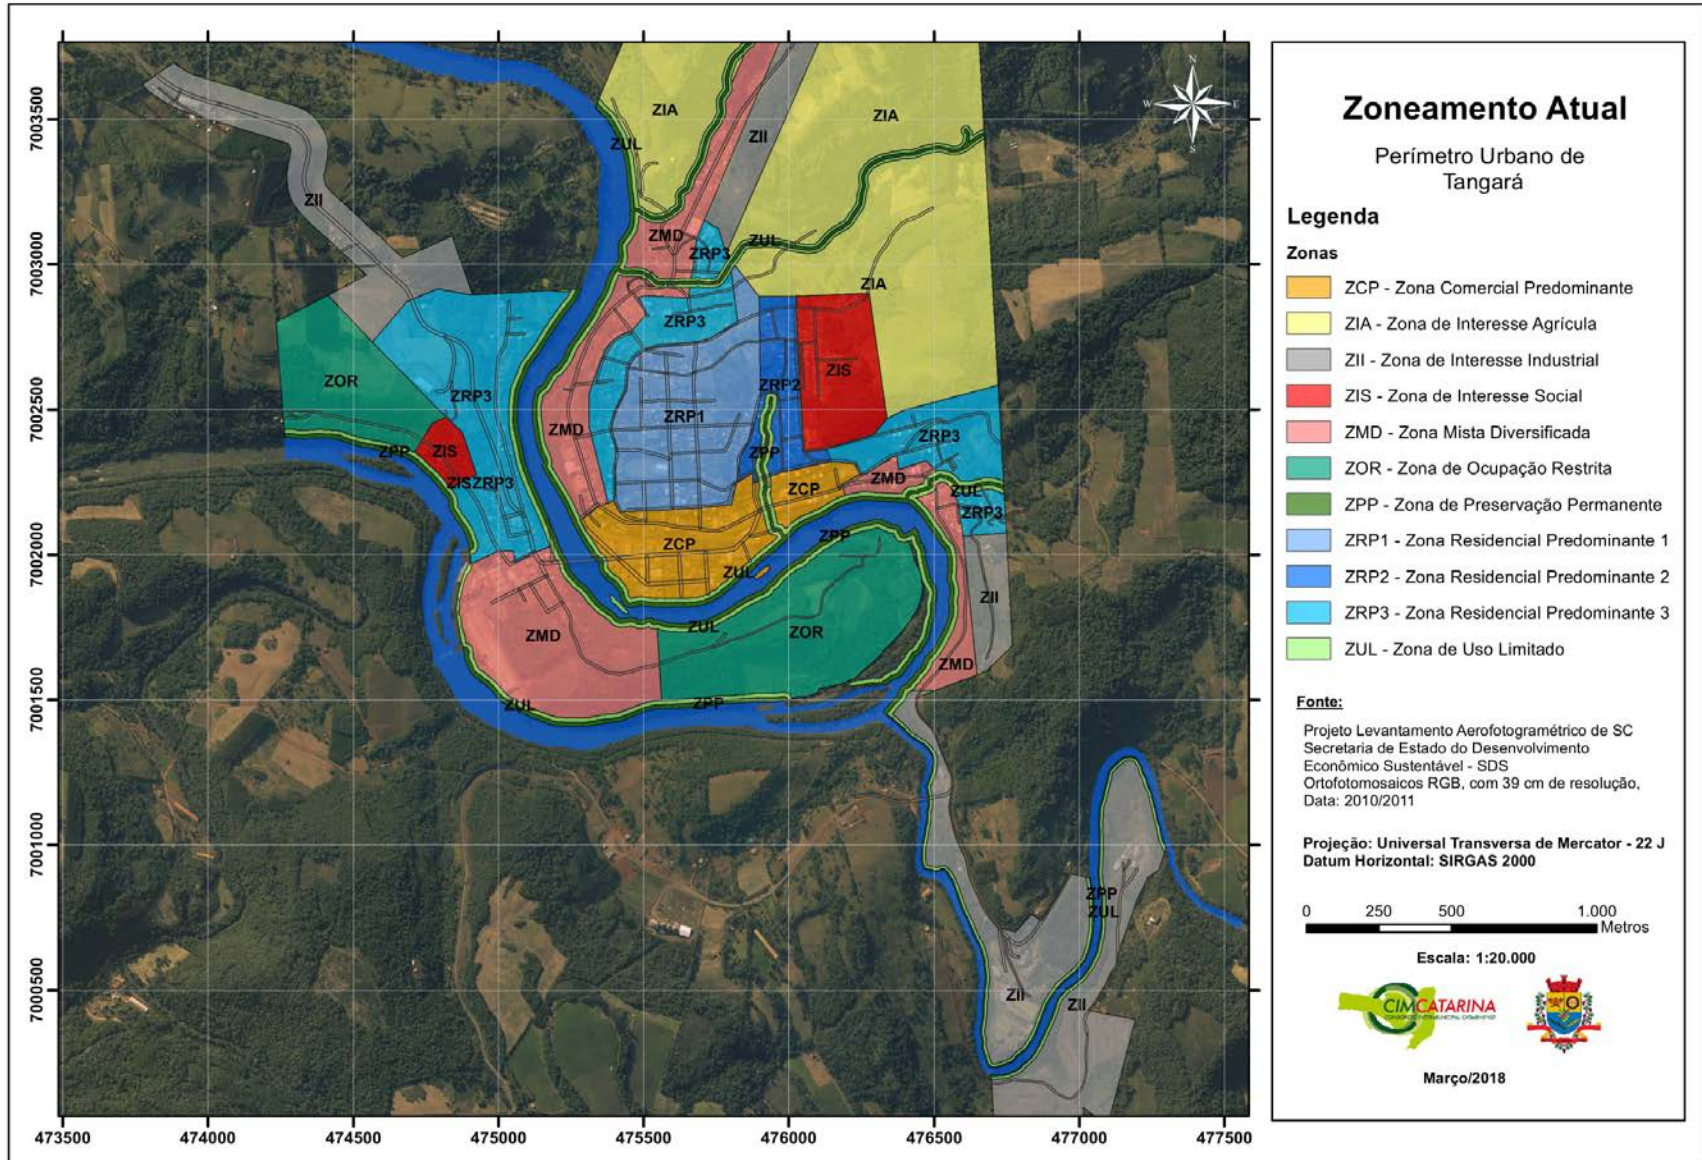 Zoneamento Atual
Perímetro Urbano de
Tangará
Legenda
Zonas
ZCP - Zona Comercial Predominante
ZIA - Zona de Interesse Agrícula
ZII - Zona de Interesse Industrial
ZIS - Zona de Interesse Social
ZMD - Zona Mista Diversificada
ZOR - Zona de Ocupação Restrita
ZPP - Zona de Preservação Permanente
ZRP1 - Zona Residencial Predominante 1
ZRP2 - Zona Residencial Predominante 2
ZRP3 - Zona Residencial Predominante 3
ZUL - Zona de Uso Limitado
Fonte:
Projeto Levantamento Aerofotogramétrico de SC
Secretaria de Estado do Desenvolvimento
Econômico Sustentável - SDS
Ortofotomosaicos RGB, com 39 cm de resolução,
Data: 2010/2011
Projeção: Universal Transversa de Mercator - 22 J
Datum Horizontal: SIRGAS 2000
0 250 500 1.000
Metros
Escala: 1:20.000
CIMCATARINA
Março/2018
N
W E
S
ZIA
ZIA
ZII
ZUL
ZII
ZMD
ZUL
ZRP3
ZIA
ZRP3
ZIS
ZOR
ZRP2
ZRP3
ZRP1
ZMD
ZRP3
ZPP
ZIS
ZPP
ZIS
ZRP3
ZCP
ZMD
ZUL
ZRP3
ZPP
ZCP
ZUL
ZII
ZUL
ZMD
ZOR
ZMD
ZUL
ZPP
ZPP
ZUL
ZII
ZII
7003500
7003000
7002500
7002000
7001500
7001000
7000500
473500 474000 474500 475000 475500 476000 476500 477000 477500